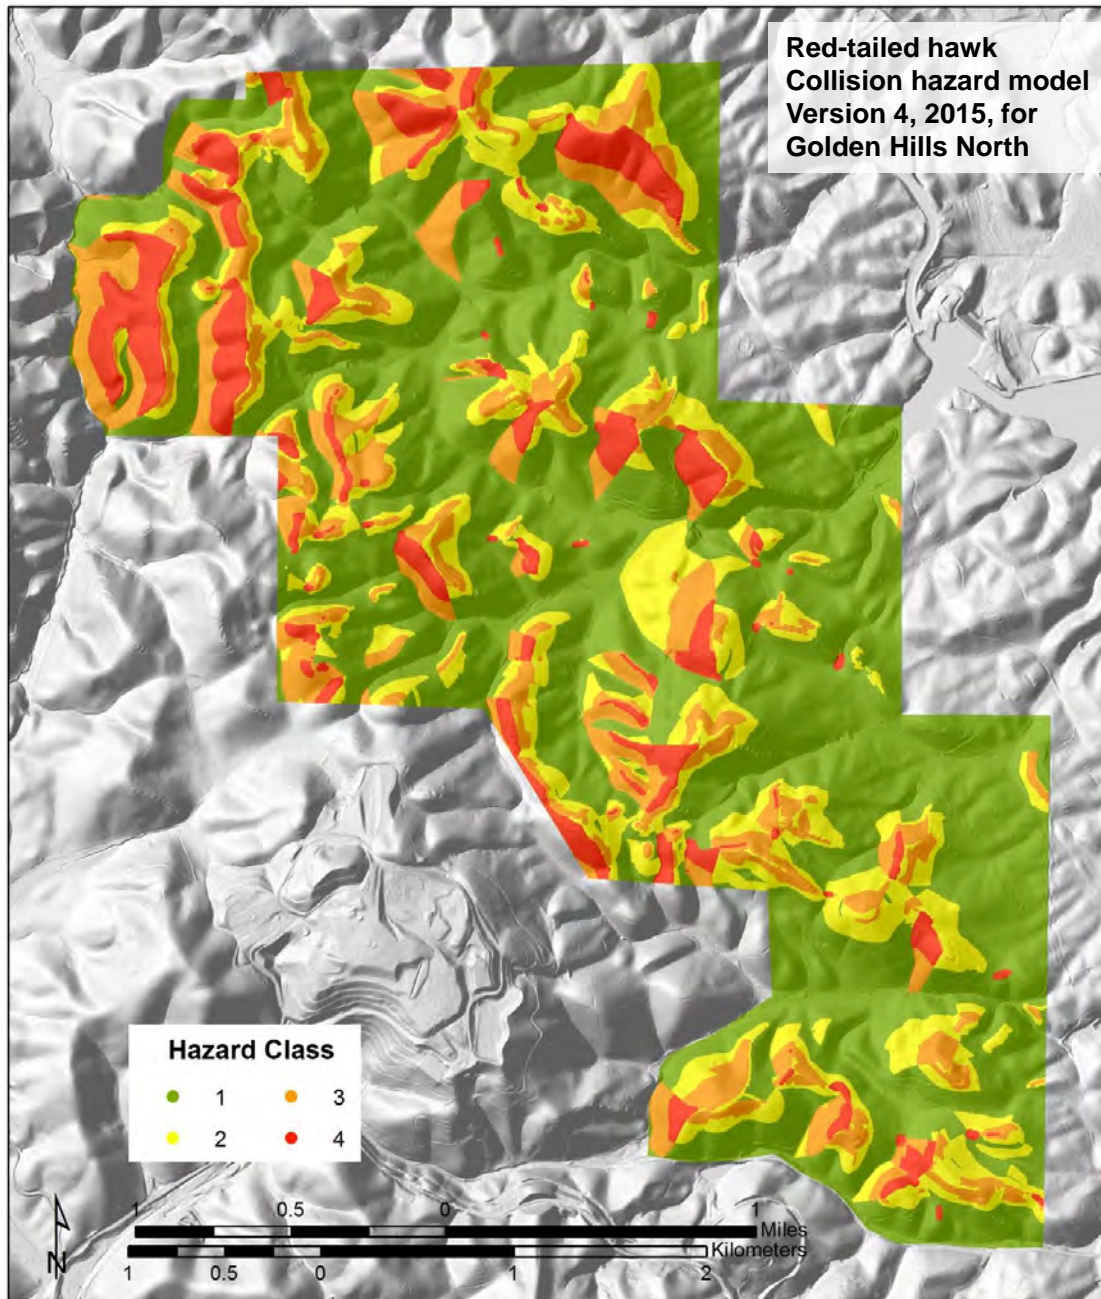 Red-tailed hawk
Collision hazard model
Version 4, 2015, for
Golden Hills North
Hazard Class
1 3
2 4
N
1 0.5 0 1 Miles
Kilometers
1 0.5 0 1 2